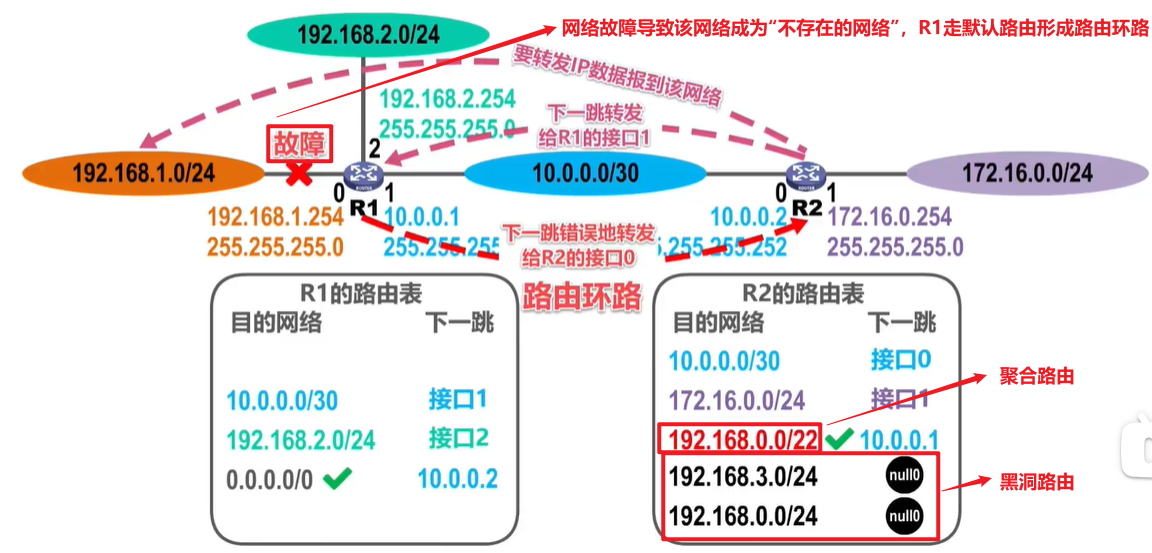 192.168.2.0/24
网络故障导致该网络成为“不存在的网络”，R1走默认路由形成路由环路
要转发IP数据报到该网络
192.168.2.254
255.255.255.0
下一跳转发
给R1的接口1
故障
2
192.168.1.0/24
10.0.0.0/30
172.16.0.0/24
0
R1
1
0
R2
1
ROUTER
ROUTER
192.168.1.254
255.255.255.0
10.0.0.1
255.255.255
下一跳错误地转发
给R2的接口0
10.0.0.2
.255.255.252
172.16.0.254
255.255.255.0
路由环路
R1的路由表
目的网络 下一跳
10.0.0.0/30 接口1
192.168.2.0/24 接口2
0.0.0.0/0 10.0.0.2
R2的路由表
目的网络 下一跳
10.0.0.0/30 接口0
172.16.0.0/24 接口1
192.168.0.0/22 10.0.0.1
192.168.3.0/24 null0
192.168.0.0/24 null0
聚合路由
黑洞路由